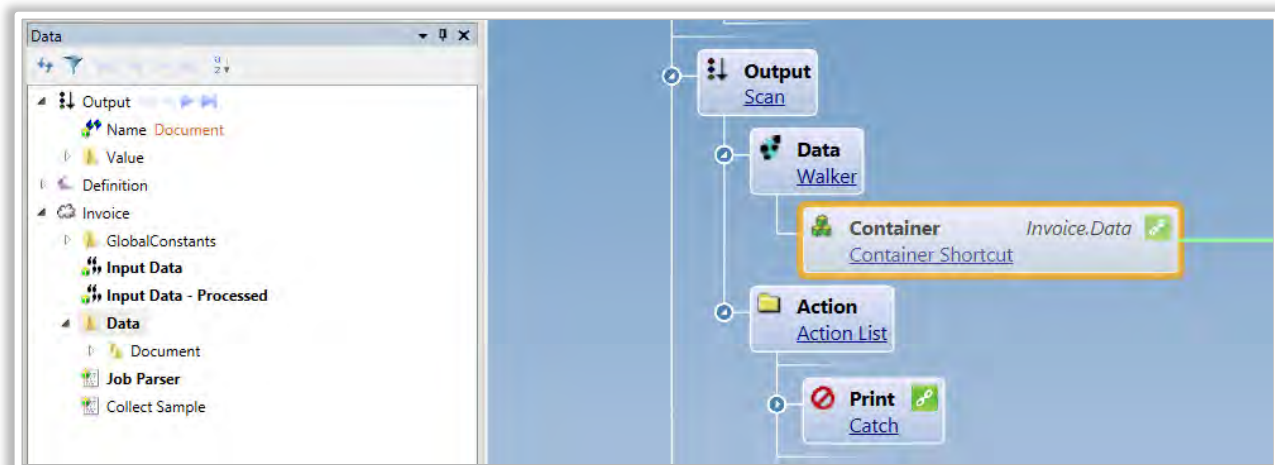 Data
Output
Name Document
Value
Definition
Invoice
GlobalConstants
Input Data
Input Data - Processed
Data
Document
Job Parser
Collect Sample
Output
Scan
Data
Walker
Container Invoice.Data
Container Shortcut
Action
Action List
Print
Catch